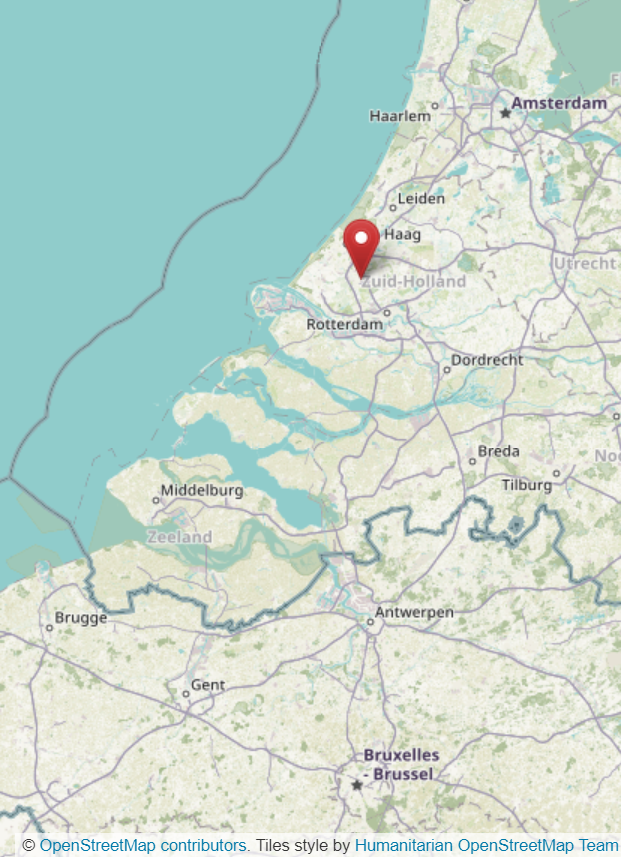 F
Amsterdam
Haarlem
Leiden
Haag
Utrecht
Zuid-Holland
Rotterdam
Dordrecht
Breda
Noo
Tilburg
Middelburg
Zeeland
Antwerpen
Brugge
Gent
Bruxelles
- Brussel
© OpenStreetMap contributors. Tiles style by Humanitarian OpenStreetMap Team